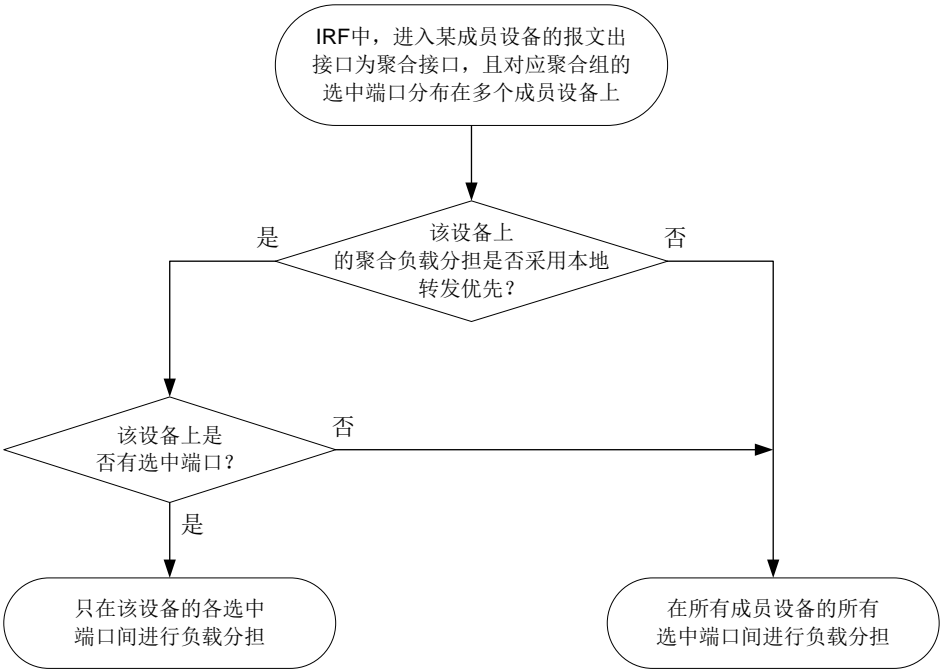 IRF中，进入某成员设备的报文出
接口为聚合接口，且对应聚合组的
选中端口分布在多个成员设备上
是
该设备上
的聚合负载分担是否采用本地
转发优先？
否
该设备上是
否有选中端口？
否
是
只在该设备的各选中
端口间进行负载分担
在所有成员设备的所有
选中端口间进行负载分担